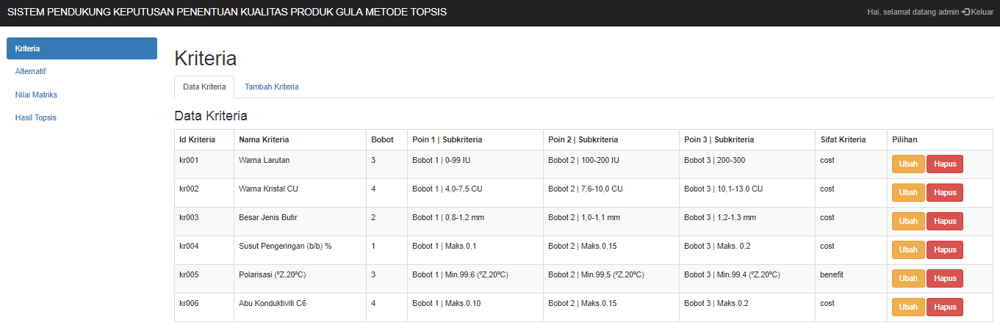 SISTEM PENDUKUNG KEPUTUSAN PENENTUAN KUALITAS PRODUK GULA METODE TOPSIS
Hai, selamat datang admin Keluar
Kriteria
Alternatif
Nilai Matriks
Hasil Topsis
Kriteria
Data Kriteria Tambah Kriteria
Data Kriteria
Id Kriteria Nama Kriteria Bobot Poin 1 | Subkriteria Poin 2 | Subkriteria Poin 3 | Subkriteria Sifat Kriteria Pilihan
kr001 Warna Larutan 3 Bobot 1 | 0-99 IU Bobot 2 | 100-200 IU Bobot 3 | 200-300 cost Ubah Hapus
kr002 Warna Kristal CU 4 Bobot 1 | 4,0-7,5 CU Bobot 2 | 7,6-10,0 CU Bobot 3 | 10,1-13,0 CU cost Ubah Hapus
kr003 Besar Jenis Butir 2 Bobot 1 | 0,8-1,2 mm Bobot 2 | 1,0-1,1 mm Bobot 3 | 1,2-1,3 mm cost Ubah Hapus
kr004 Susut Pengeringan (b/b) % 1 Bobot 1 | Maks.0,1 Bobot 2 | Maks.0,15 Bobot 3 | Maks. 0,2 cost Ubah Hapus
kr005 Polarisasi (ºZ,20ºC) 3 Bobot 1 | Min.99,6 (ºZ,20ºC) Bobot 2 | Min.99,5 (ºZ,20ºC) Bobot 3 | Min.99,4 (ºZ,20ºC) benefit Ubah Hapus
kr006 Abu Konduktiviti C6 4 Bobot 1 | Maks.0,10 Bobot 2 | Maks.0,15 Bobot 3 | Maks.0,2 cost Ubah Hapus